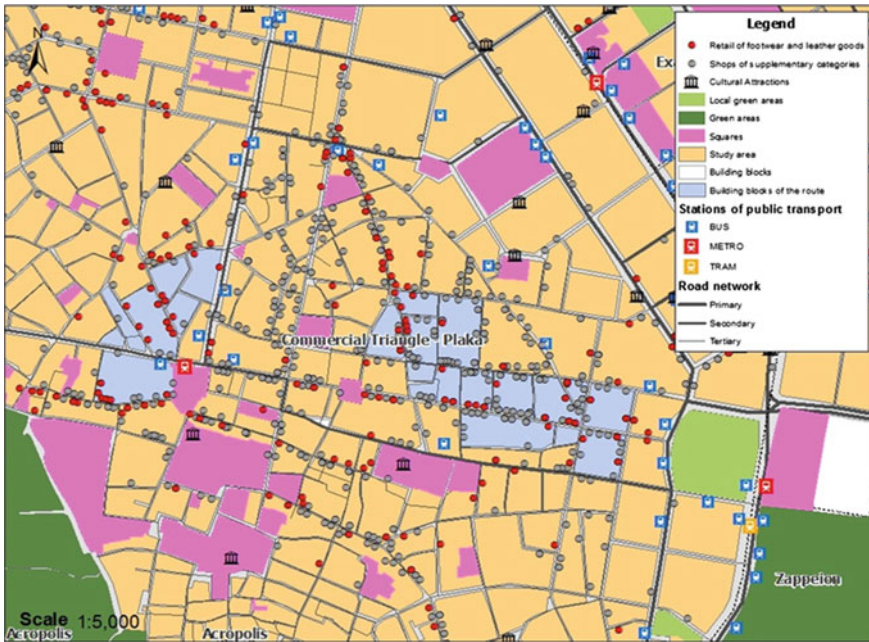 Legend
Retail of footwear and leather goods
Shops of supplementary categories
Cultural Attractions
Local green areas
Green areas
Squares
Study area
Building blocks
Building blocks of the route
Stations of public transport
BUS
METRO
TRAM
Road network
Primary
Secondary
Tertiary
Ex
Commercial Triangle - Plaka
Zappeion
Scale 1:5,000
Acropolis
Acropolis